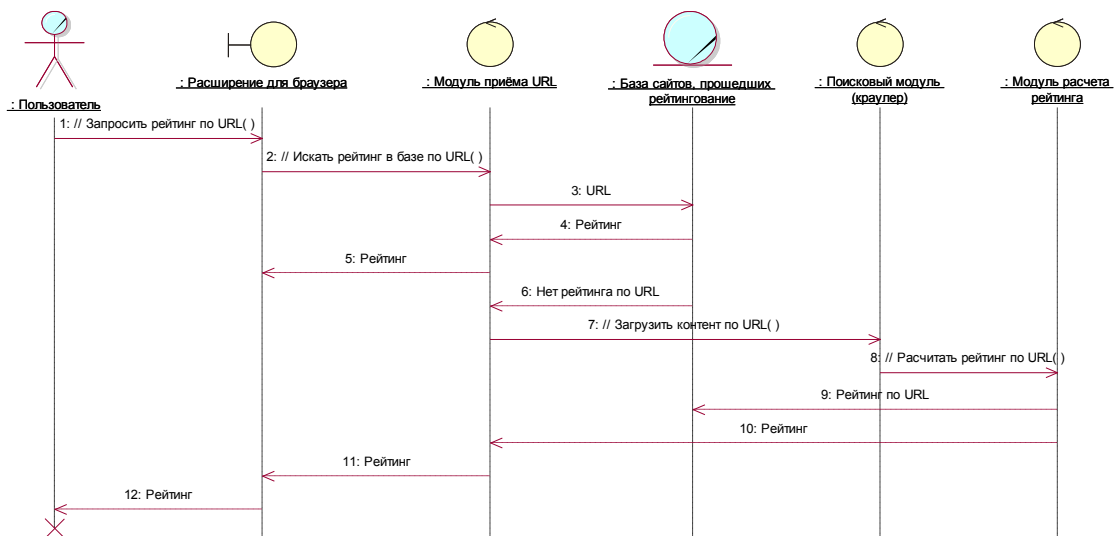 : Пользователь
: Расширение для браузера
: Модуль приёма URL
: База сайтов, прошедших
рейтингование
: Поисковый модуль
(краулер)
: Модуль расчета
рейтинга
1: // Запросить рейтинг по URL( )
2: // Искать рейтинг в базе по URL( )
3: URL
4: Рейтинг
5: Рейтинг
6: Нет рейтинга по URL
7: // Загрузить контент по URL( )
8: // Расчитать рейтинг по URL( )
9: Рейтинг по URL
10: Рейтинг
11: Рейтинг
12: Рейтинг